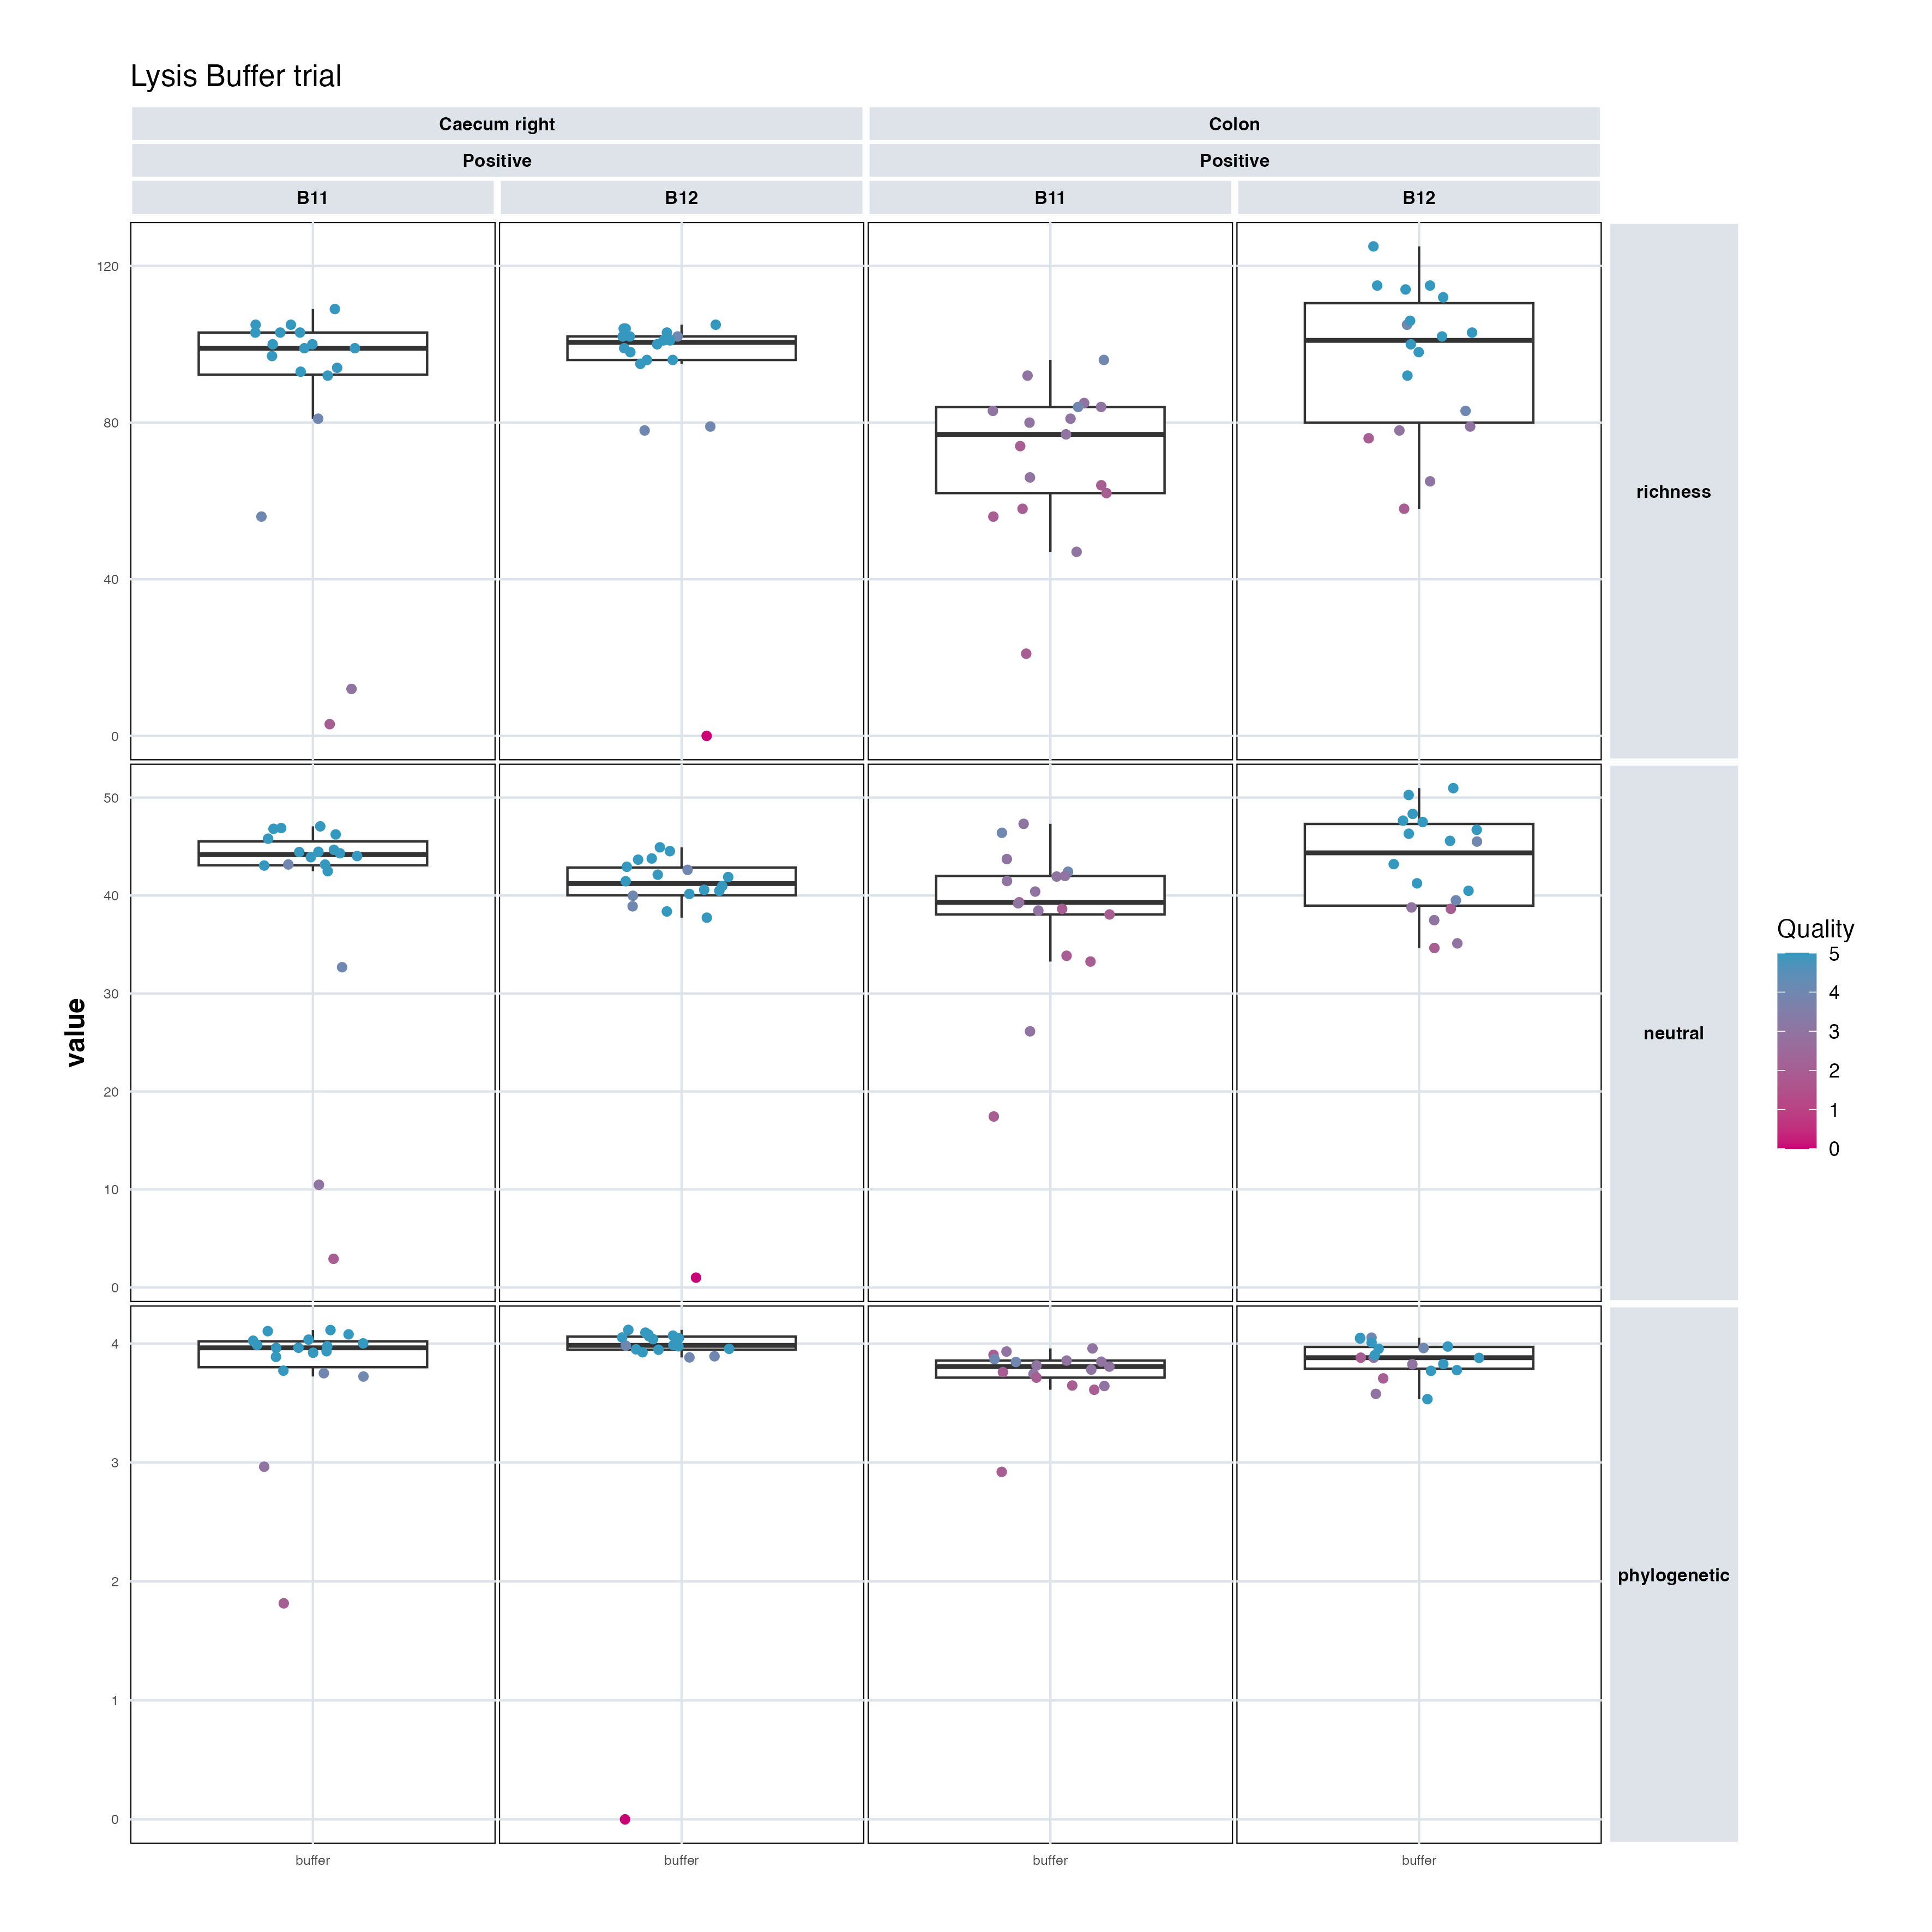 Lysis Buffer trial
Caecum right
Colon
Positive
Positive
B11
B12
B11
B12
120
80
40
0
richness
50
40
30
20
10
0
neutral
4
3
2
1
0
phylogenetic
value
buffer
buffer
buffer
buffer
Quality
5
4
3
2
1
0